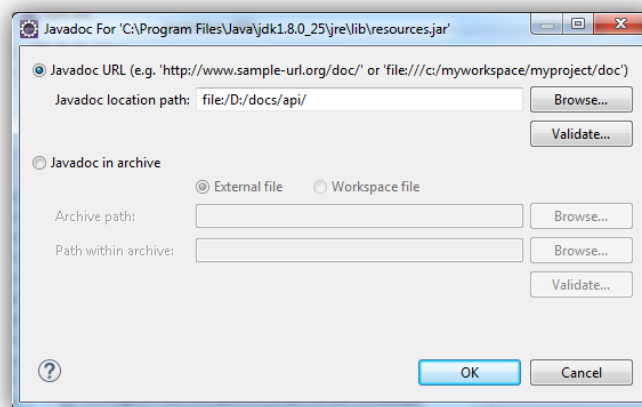 Javadoc For 'C:\Program Files\Java\jdk1.8.0_25\jre\lib\resources.jar'
Javadoc URL (e.g. 'http://www.sample-url.org/doc/' or 'file:///c:/myworkspace/myproject/doc')
Javadoc location path: file:/D:/docs/api/ Browse...
Validate...
Javadoc in archive
External file Workspace file
Archive path: Browse...
Path within archive: Browse...
Validate...
? OK Cancel